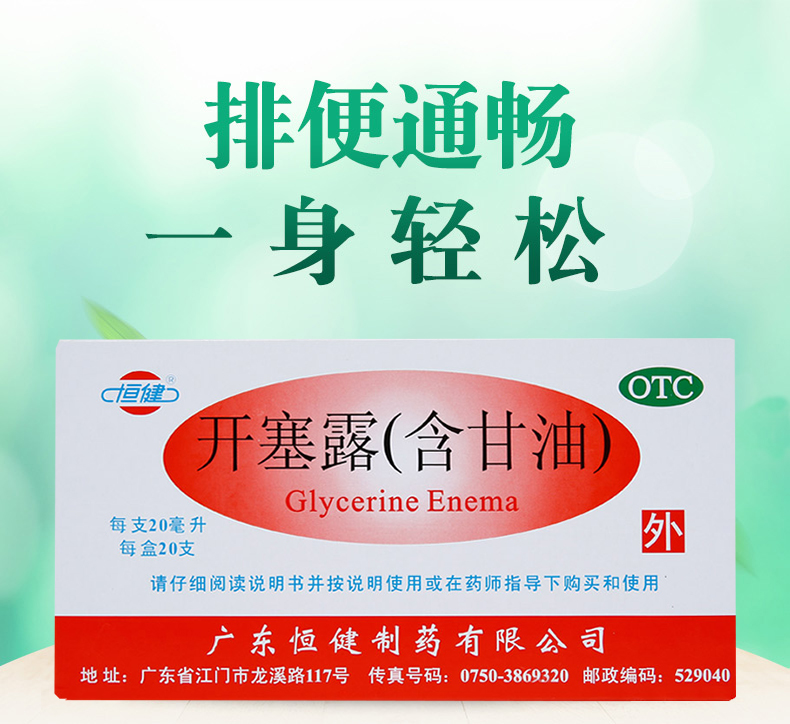 排便通畅
一身轻松
恒健®
OTC
开塞露(含甘油)
Glycerine Enema
每支20毫升
每盒20支
外
请仔细阅读说明书并按说明使用或在药师指导下购买和使用
广东恒健制药有限公司
地址：广东省江门市龙溪路117号 传真号码：0750-3869320 邮政编码：529040